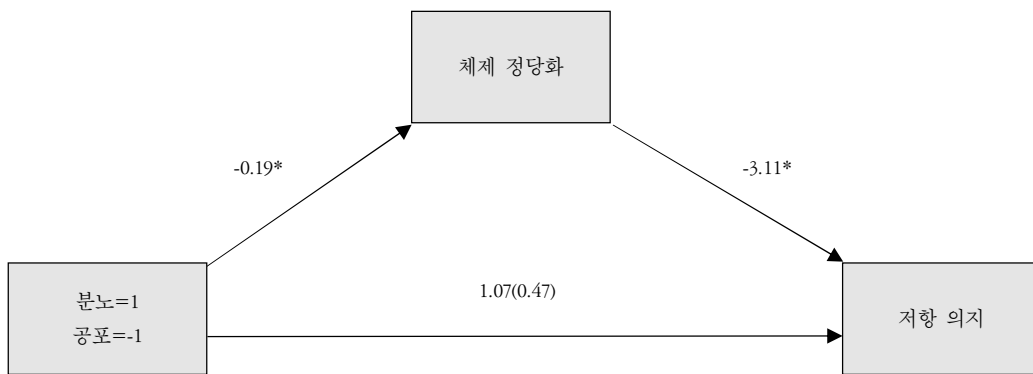 체제 정당화
-0.19*
-3.11*
분노=1
공포=-1
1.07(0.47)
저항 의지